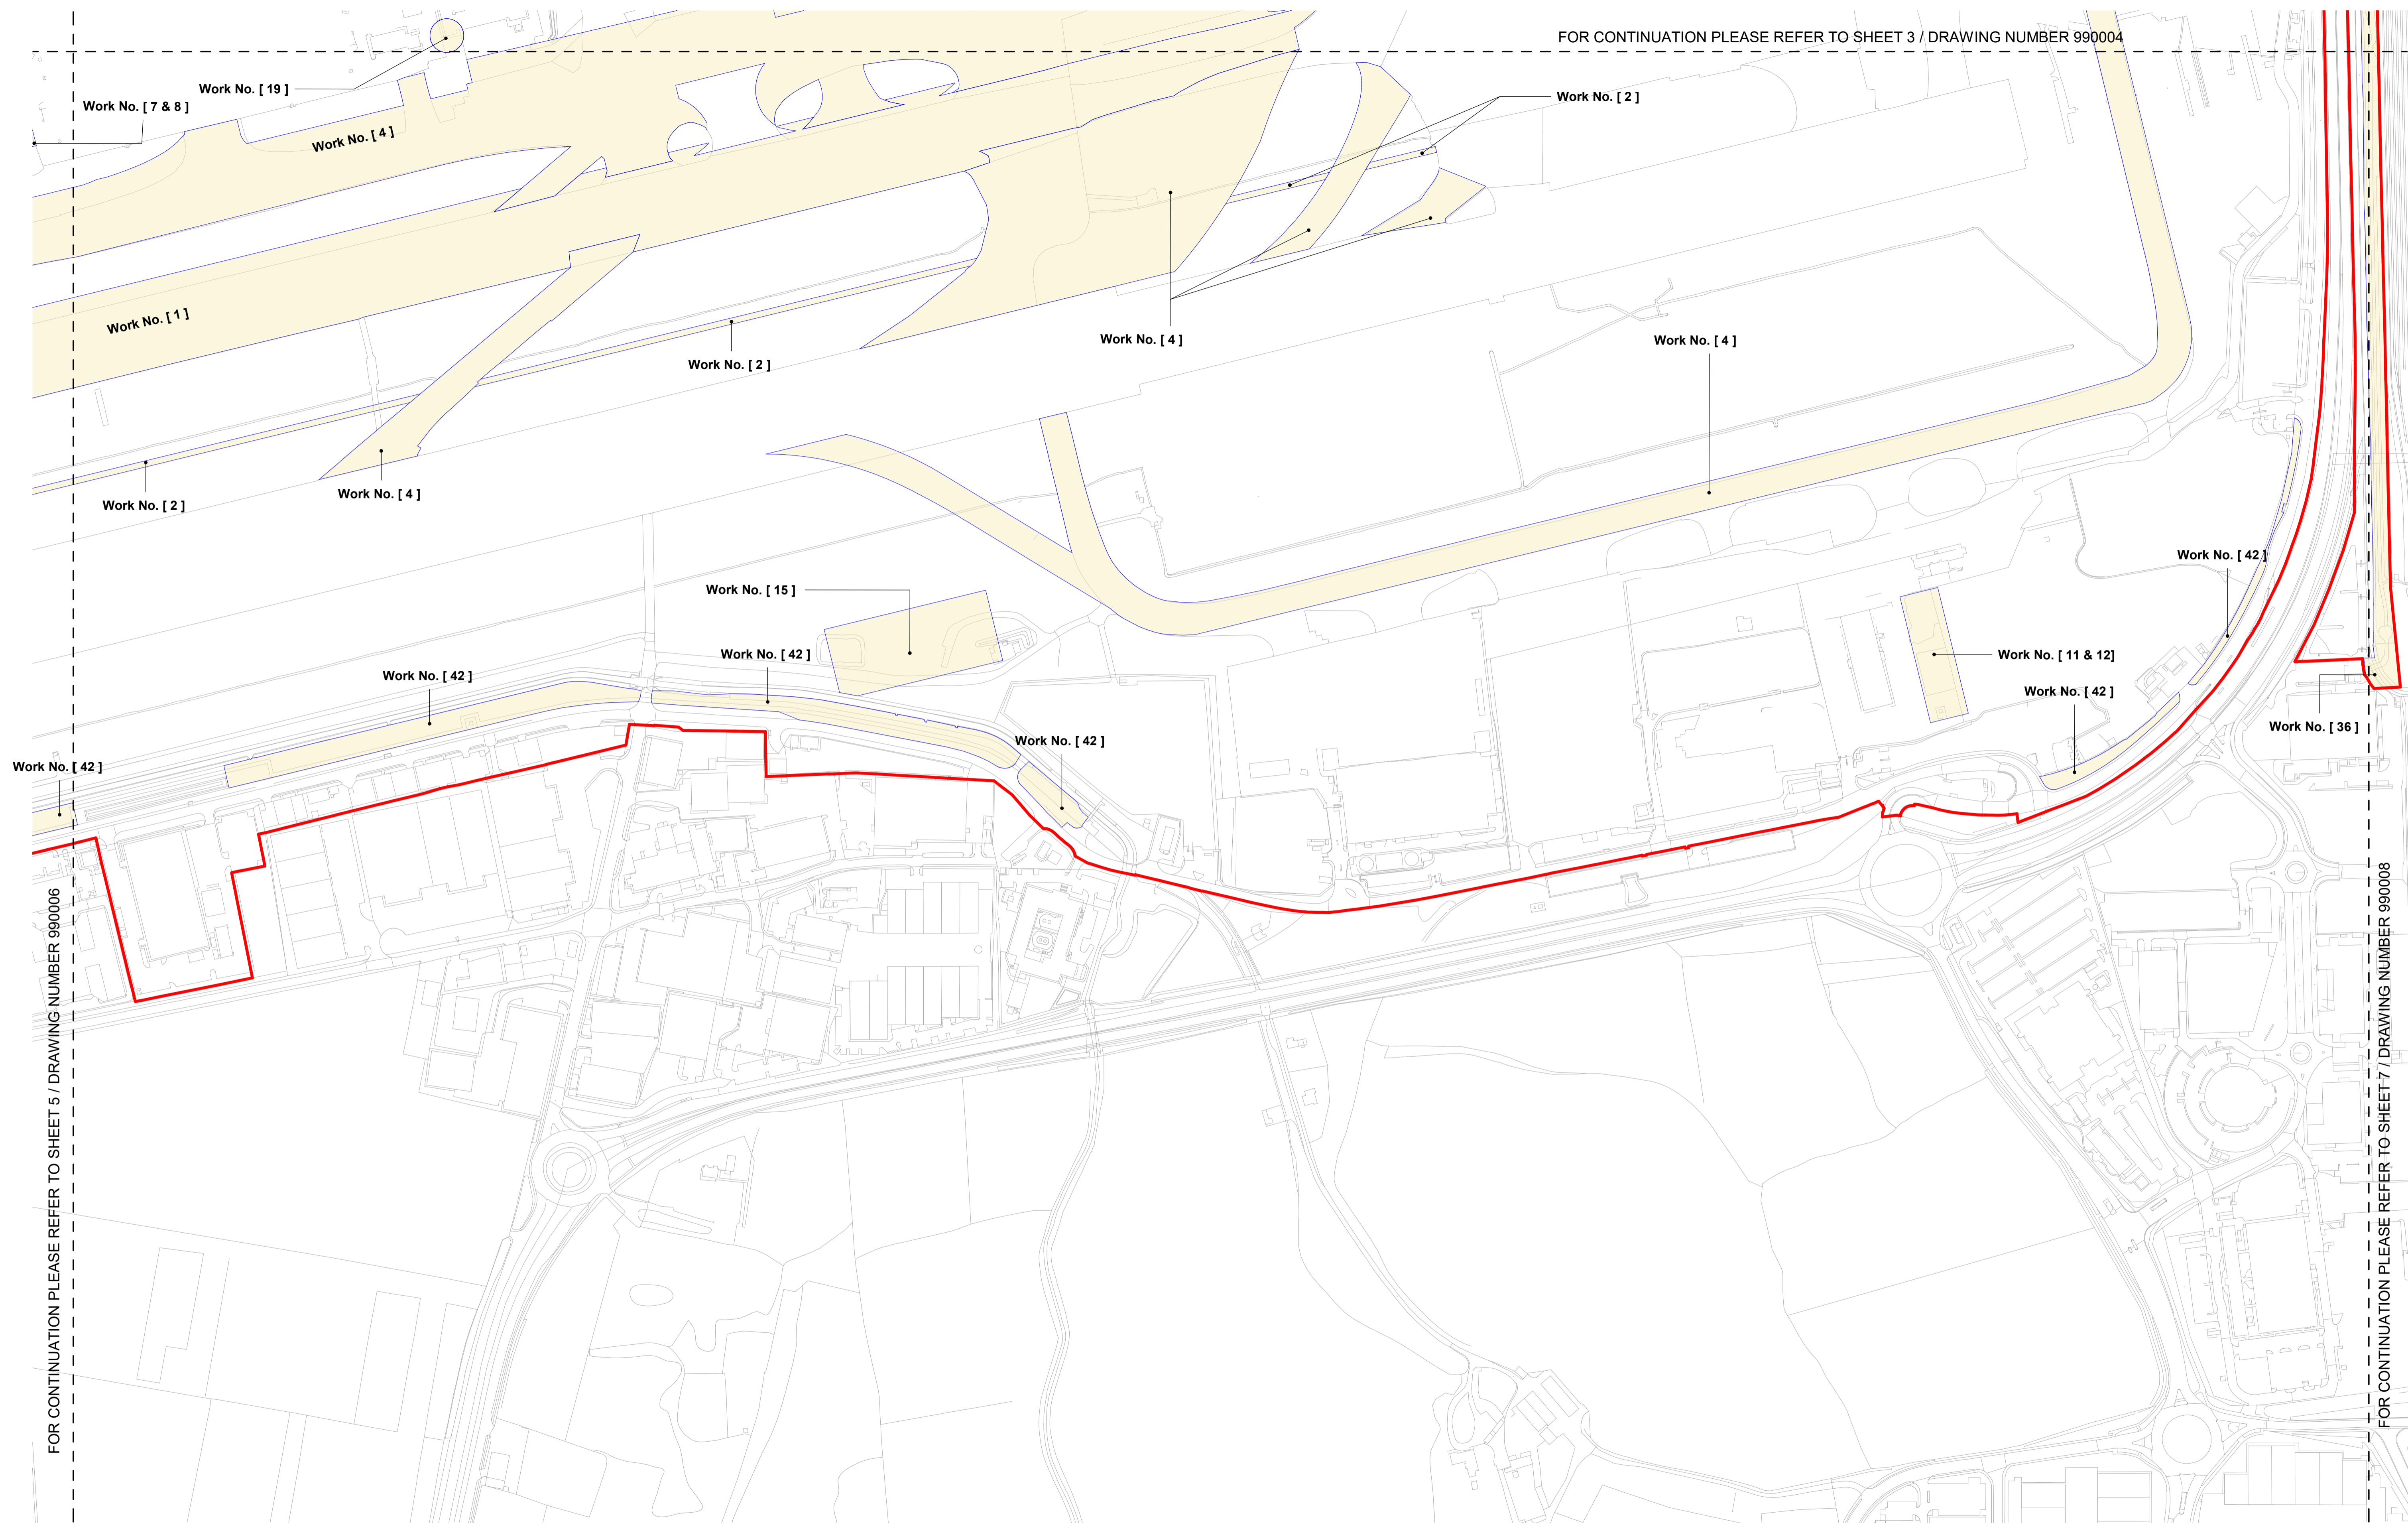 FOR CONTINUATION PLEASE REFER TO SHEET 3 / DRAWING NUMBER 990004
Work No. [ 19 ]
Work No. [ 7 & 8 ]
Work No. [ 2 ]
Work No. [ 4 ]
Work No. [ 1 ]
Work No. [ 4 ]
Work No. [ 4 ]
Work No. [ 2 ]
Work No. [ 4 ]
Work No. [ 2 ]
Work No. [ 42 ]
Work No. [ 15 ]
Work No. [ 42 ]
Work No. [ 11 & 12]
Work No. [ 42 ]
Work No. [ 42 ]
Work No. [ 36 ]
Work No. [ 42 ]
Work No. [ 42 ]
FOR CONTINUATION PLEASE REFER TO SHEET 5 / DRAWING NUMBER 990006
FOR CONTINUATION PLEASE REFER TO SHEET 7 / DRAWING NUMBER 990008